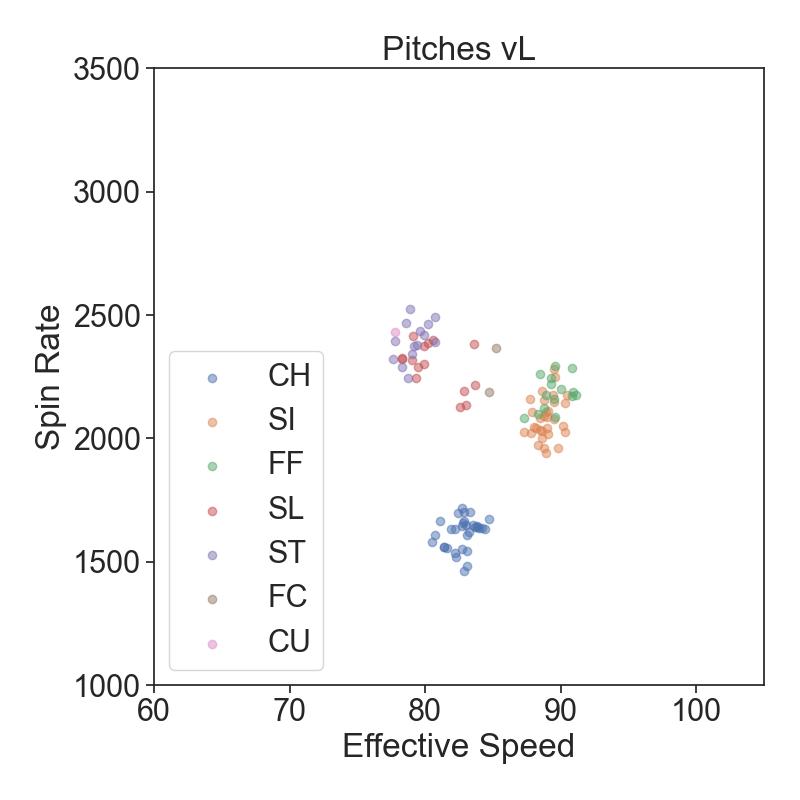 Pitches vL
Spin Rate
3500
3000
2500
2000
1500
1000
CH
SI
FF
SL
ST
FC
CU
60 70 80 90 100
Effective Speed